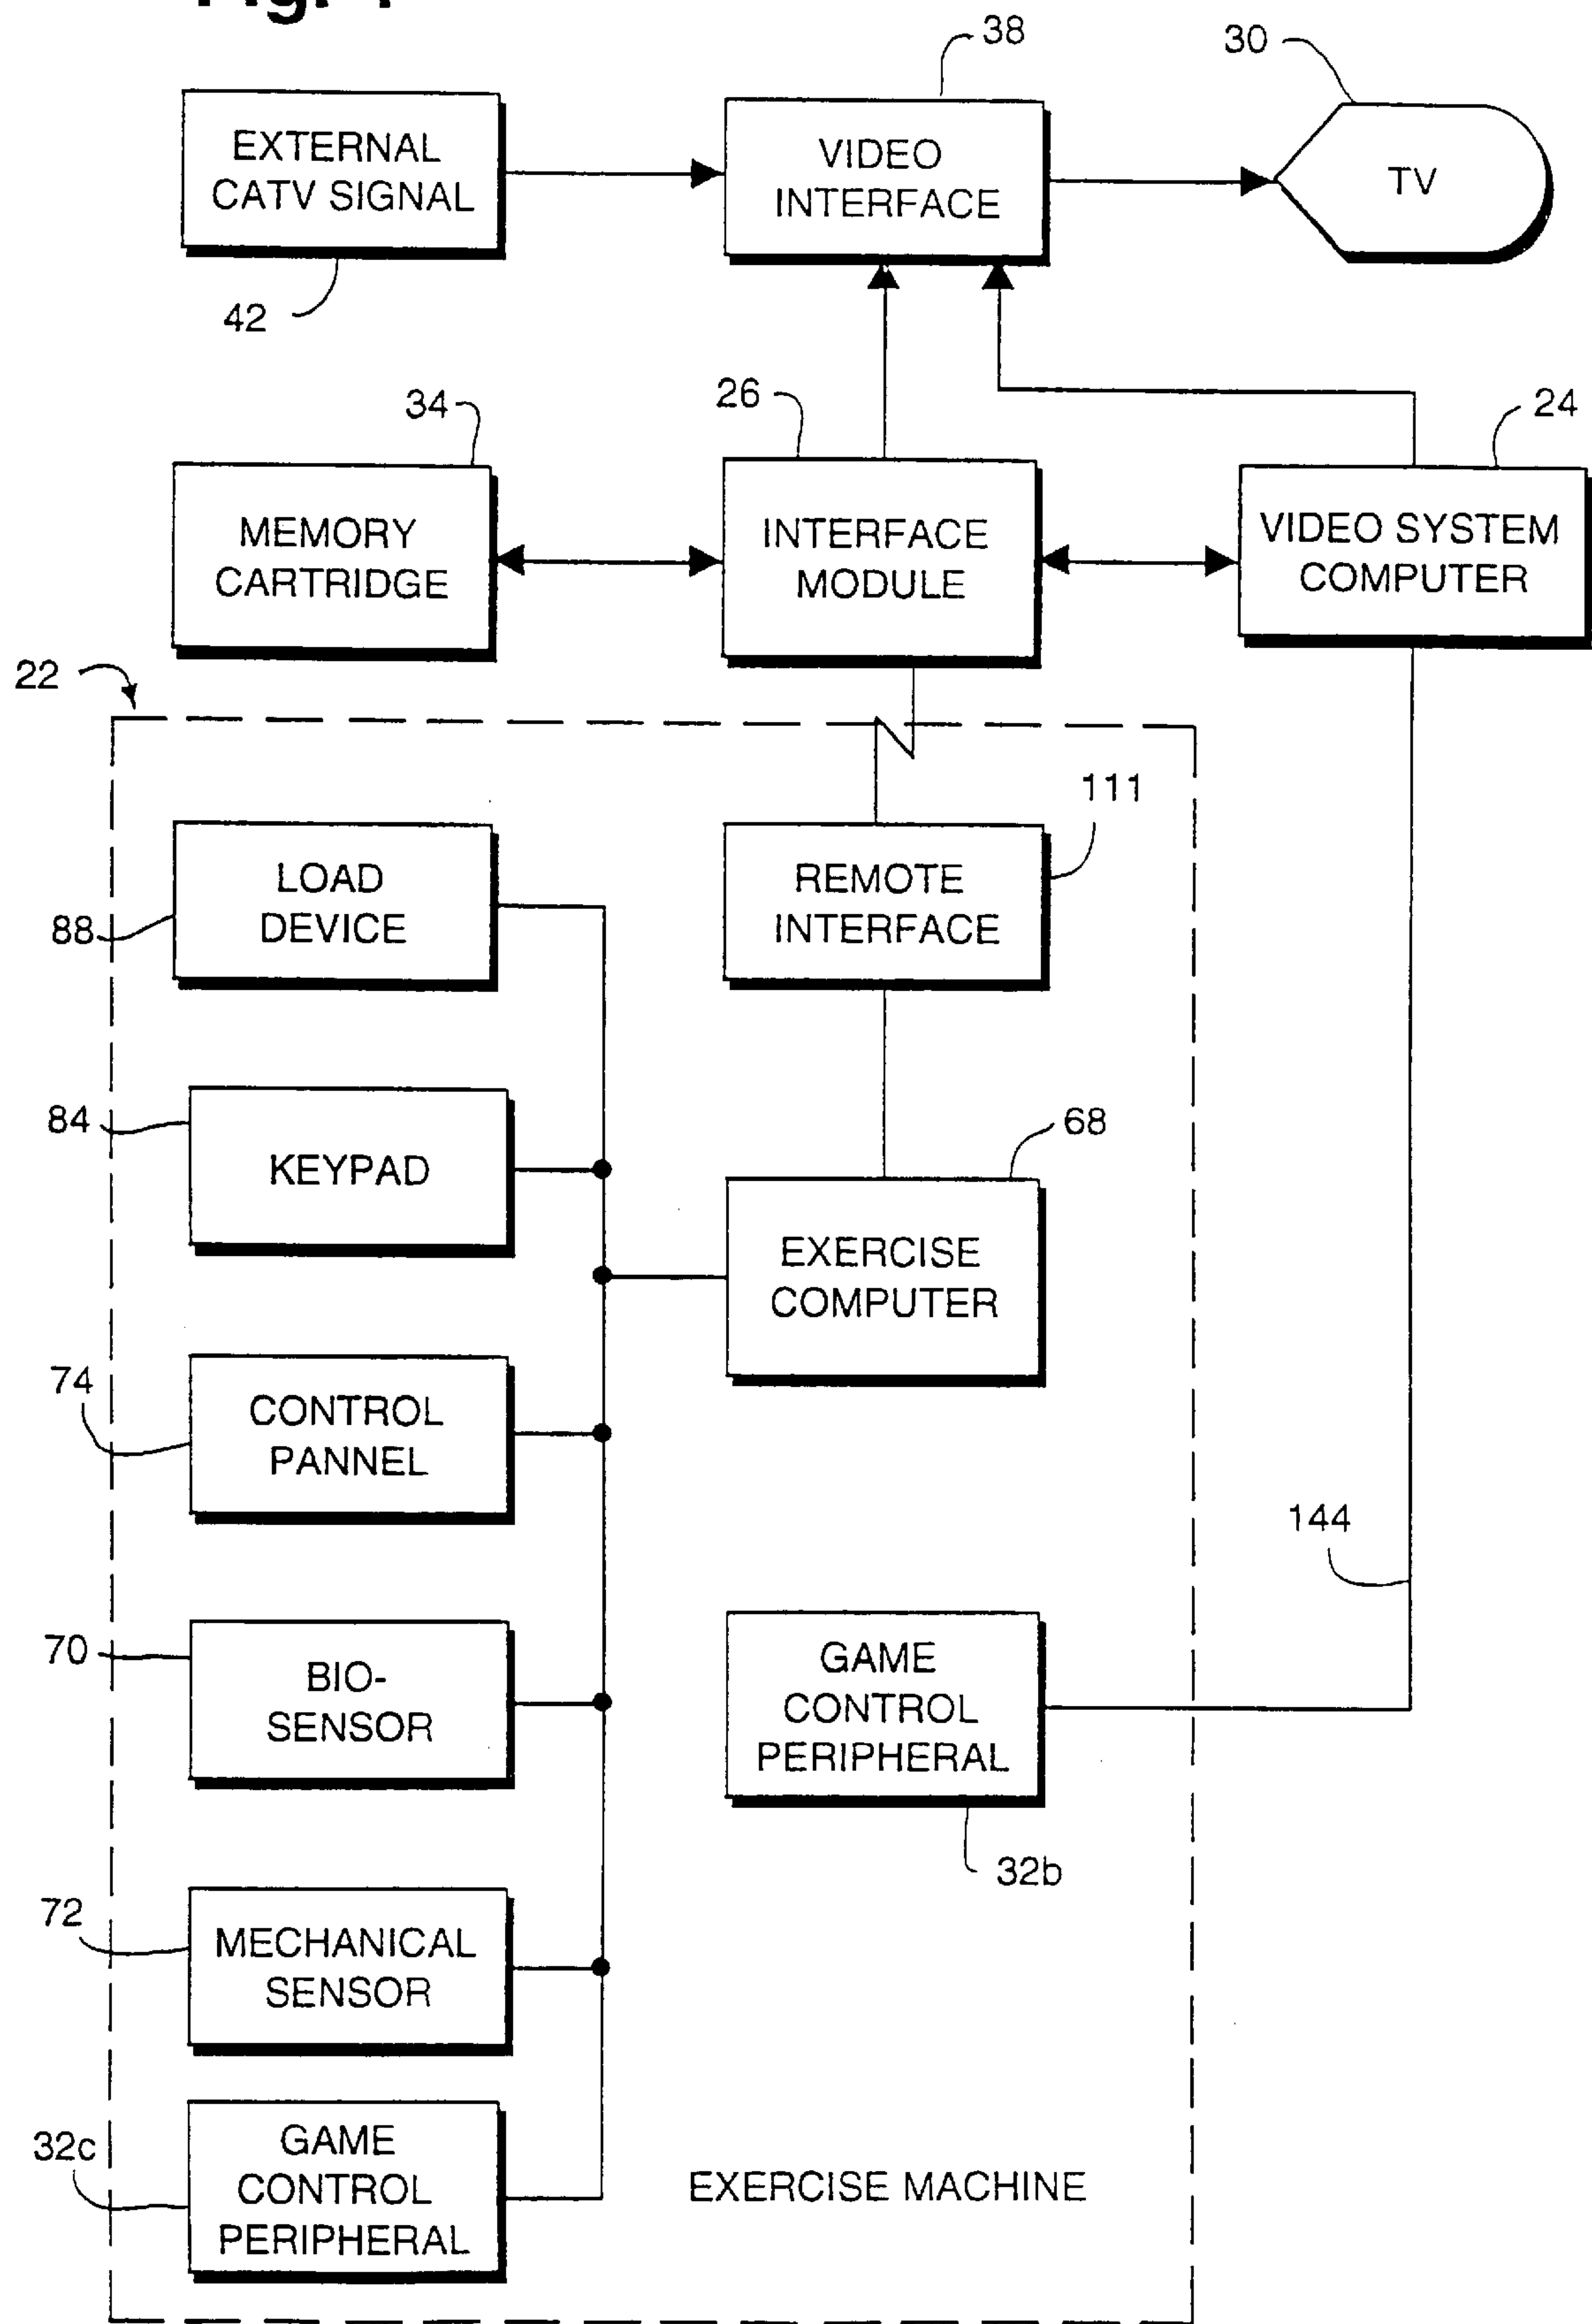 38
30
EXTERNAL
CATV SIGNAL
VIDEO
INTERFACE
TV
42
34
26
24
MEMORY
CARTRIDGE
INTERFACE
MODULE
VIDEO SYSTEM
COMPUTER
22
111
LOAD
DEVICE
88
REMOTE
INTERFACE
84
KEYPAD
68
EXERCISE
COMPUTER
74
CONTROL
PANNEL
144
70
BIO-
SENSOR
GAME
CONTROL
PERIPHERAL
32b
72
MECHANICAL
SENSOR
32c
GAME
CONTROL
PERIPHERAL
EXERCISE MACHINE